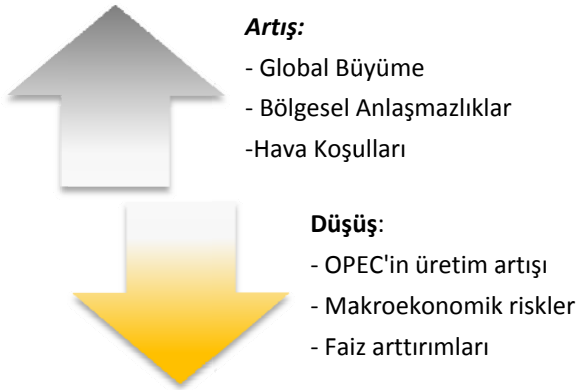 Artış:
- Global Büyüme
- Bölgesel Anlaşmazlıklar
-Hava Koşulları
Düşüş:
- OPEC'in üretim artışı
- Makroekonomik riskler
- Faiz arttırımları